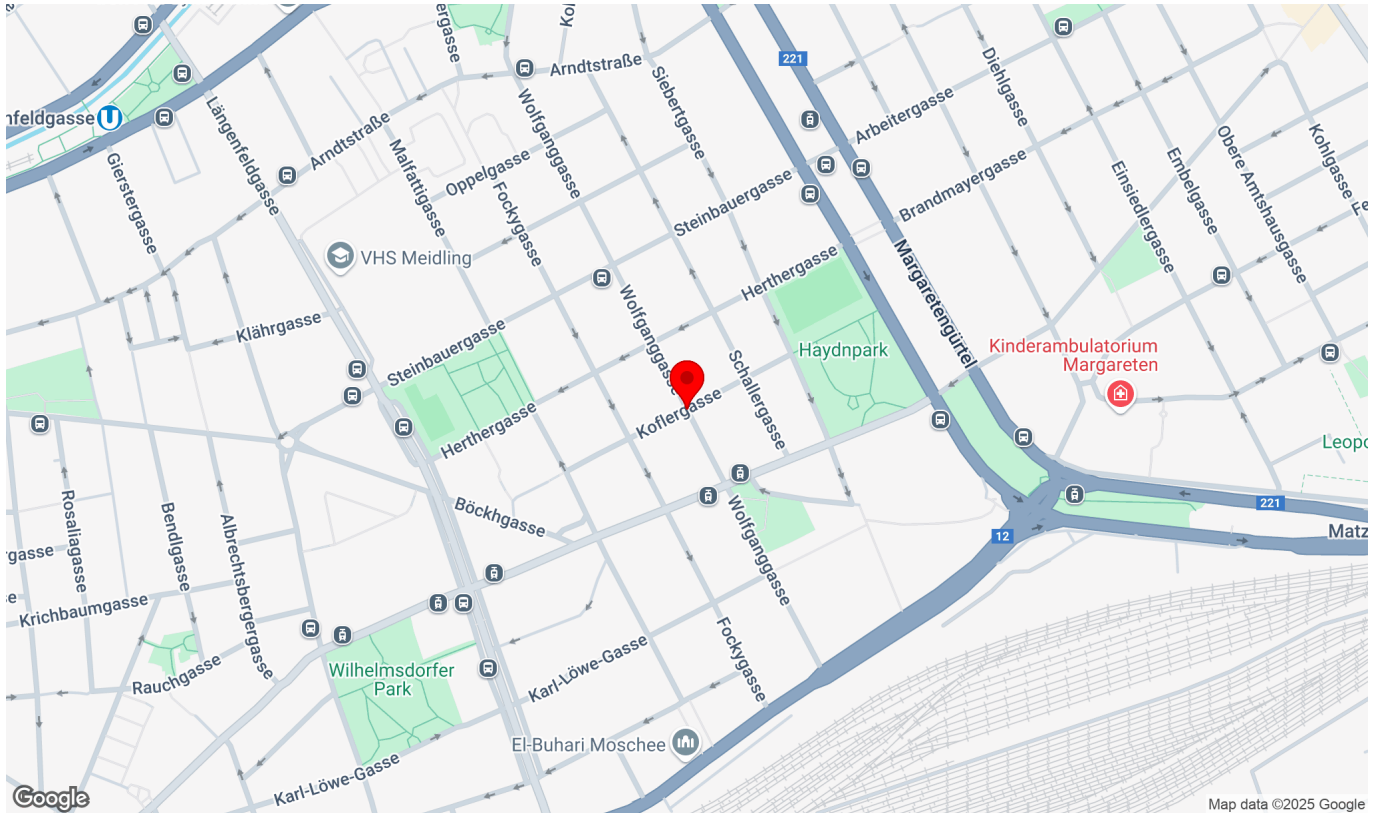 221
Arndtstraße
Siebertgasse
Diehlgasse
Arbeitergasse
Kohlgasse
Obere Amtshausgasse
Embelgasse
Einsiedlergasse
Brandmayergasse
nfeldgasse
Längenfeldgasse
Arndtstraße
Malfattigasse
Oppelgasse
Wolfganggasse
Fockygasse
Steinbauergasse
Gierstergasse
VHS Meidling
Herthergasse
Margaretengürtel
Klährgasse
Steinbauergasse
Wolfganggasse
Schallergasse
Haydnpark
Kinderambulatorium
Margareten
Koflergasse
Herthergasse
Leopo
Rosaliagasse
Bendlgasse
Albrechtsbergergasse
Böckhgasse
Wolfganggasse
221
12
Matz
rgasse
Krichbaumgasse
Rauchgasse
Wilhelmsdorfer
Park
Karl-Löwe-Gasse
Fockygasse
El-Buhari Moschee
Karl-Löwe-Gasse
Google
Map data ©2025 Google